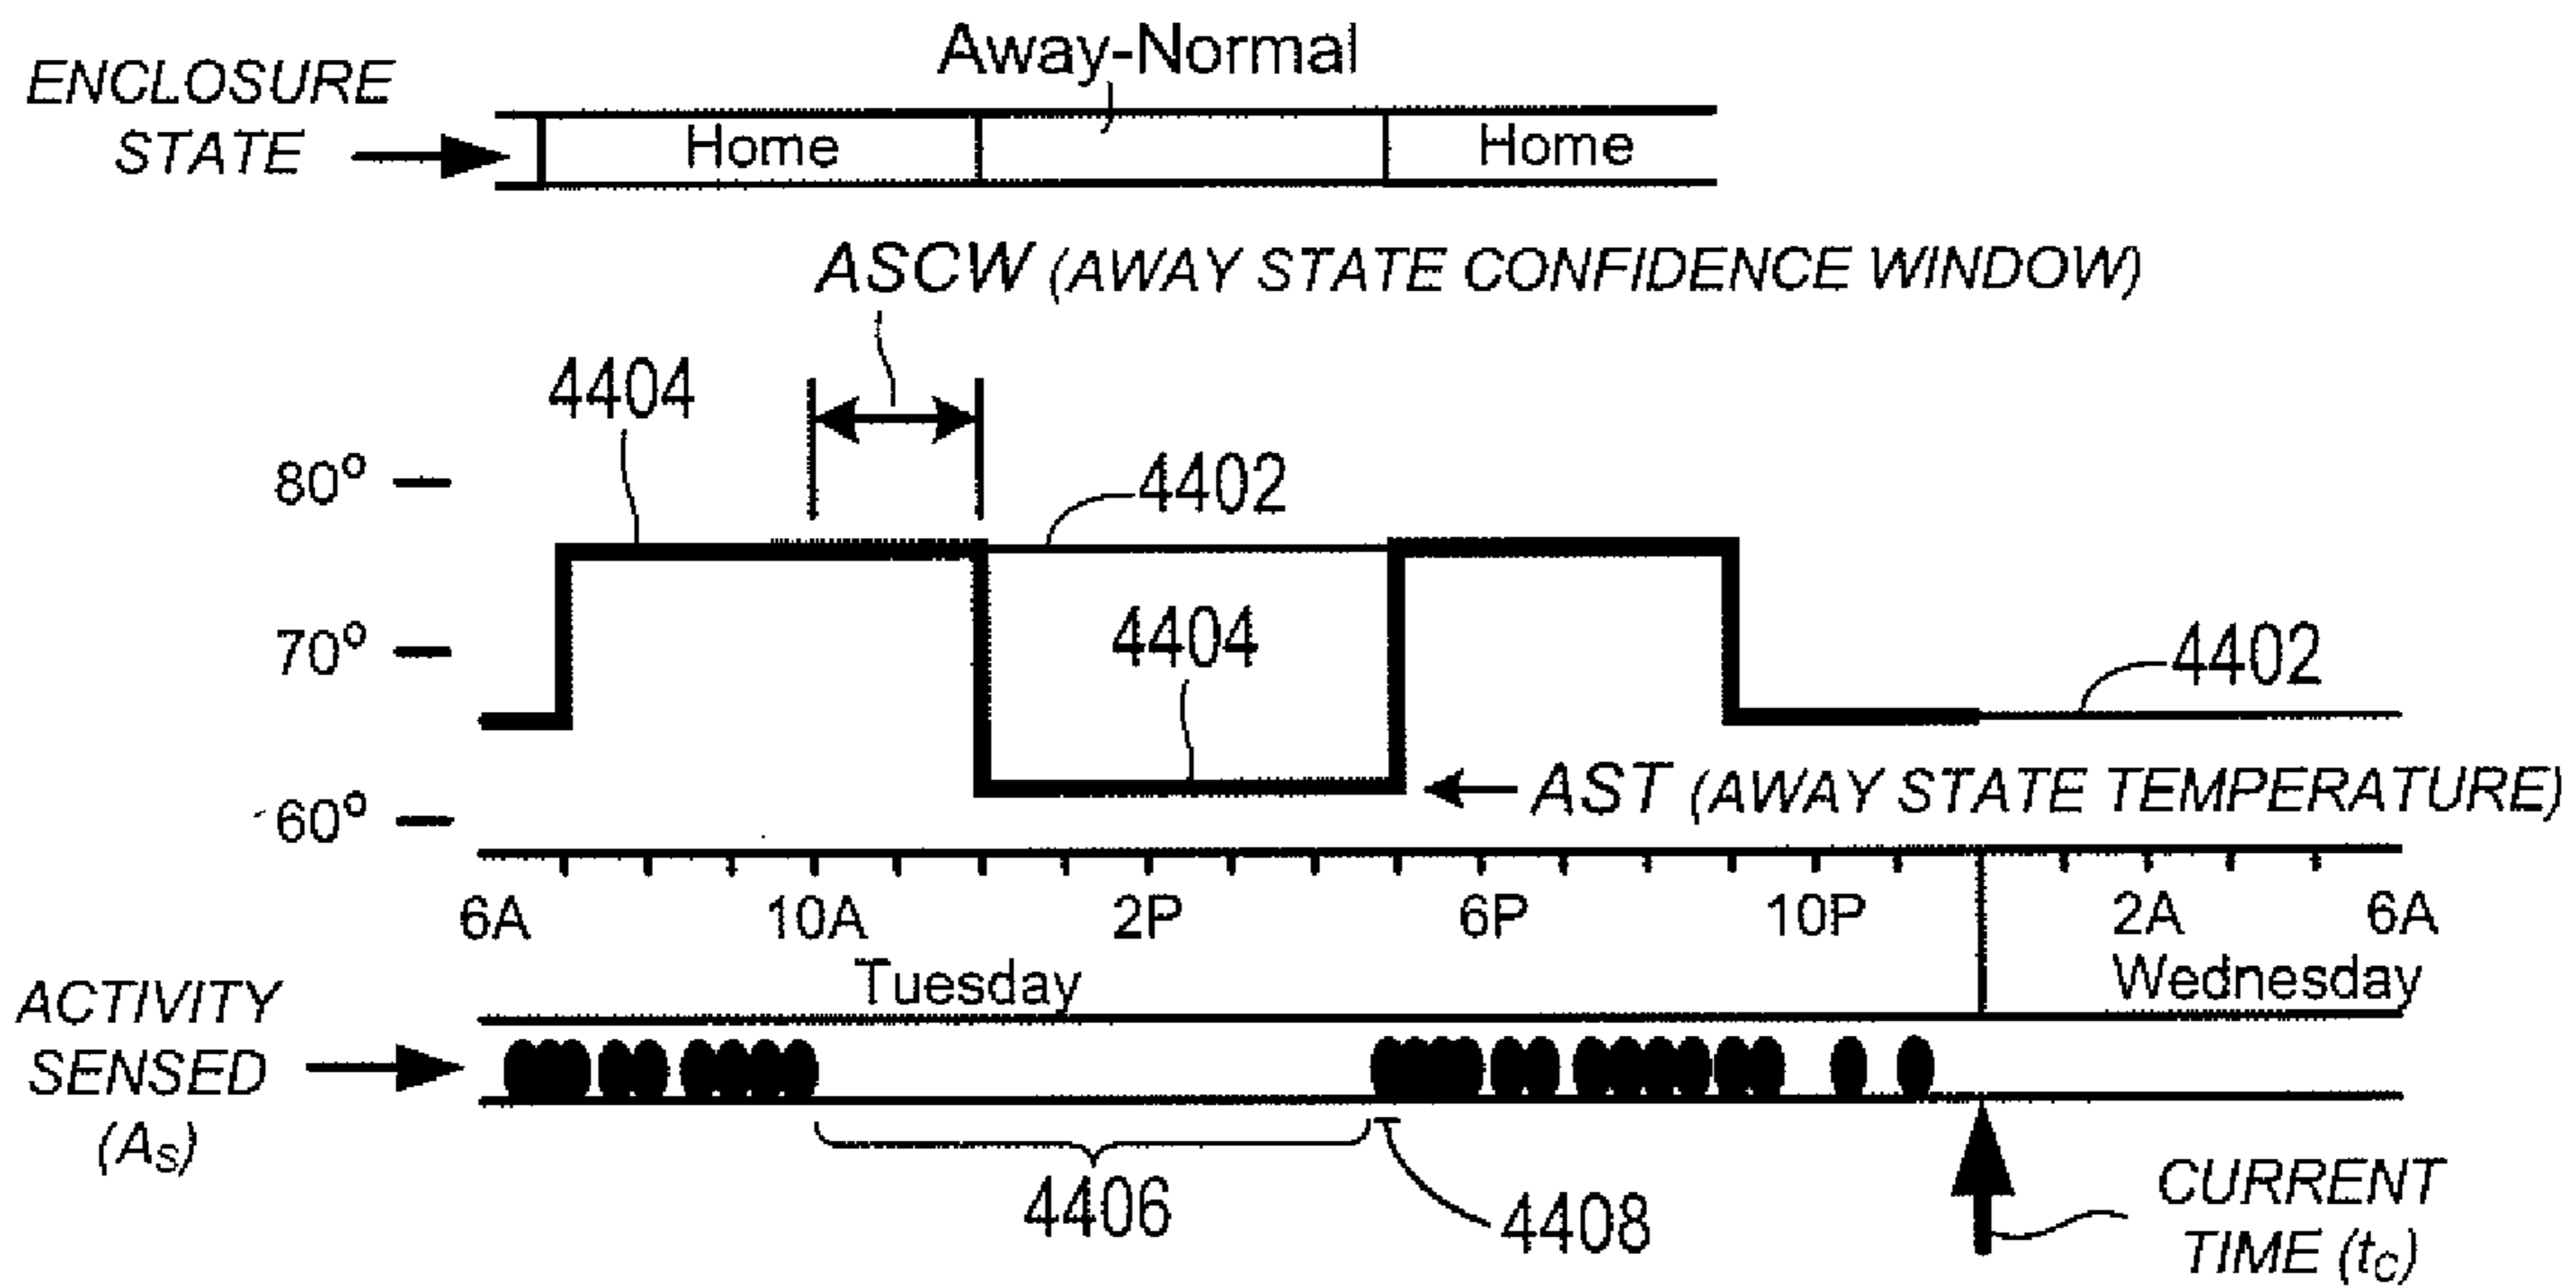 Away-Normal
ENCLOSURE
STATE
Home
Home
ASCW (AWAY STATE CONFIDENCE WINDOW)
4404
80°
4402
70°
4404
4402
AST (AWAY STATE TEMPERATURE)
60°
6A 10A 2P 6P 10P 2A 6A
Tuesday
Wednesday
ACTIVITY
SENSED
(As)
4406
4408
CURRENT
TIME (tc)